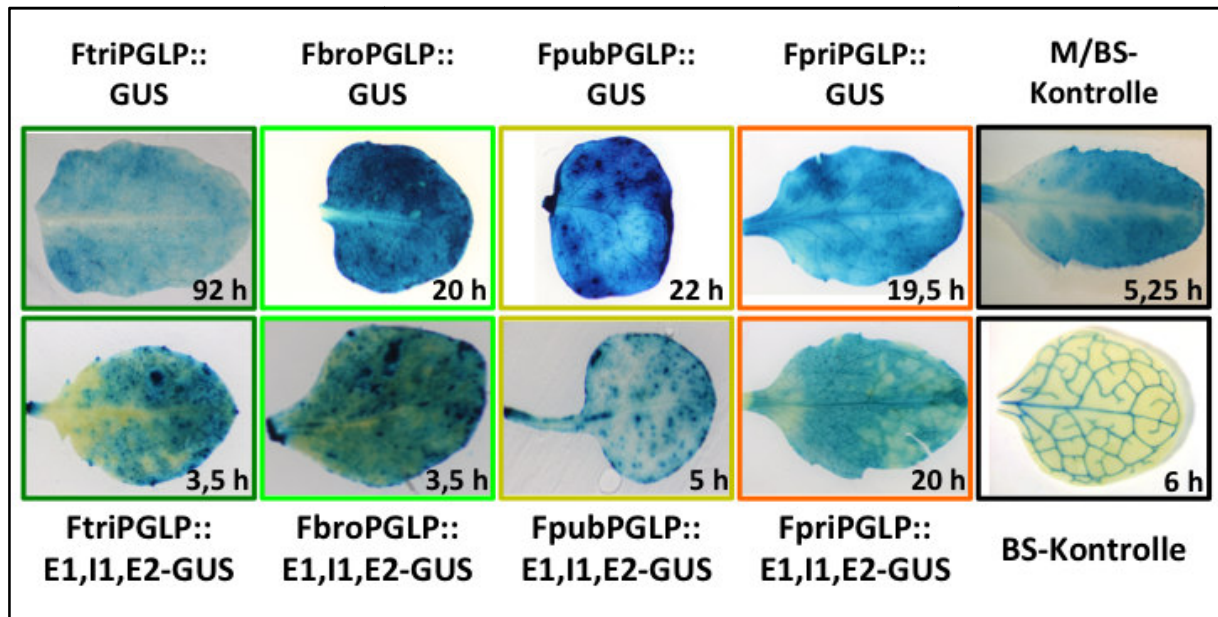 FtriPGLP::
GUS
FbroPGLP::
GUS
FpubPGLP::
GUS
FpriPGLP::
GUS
M/BS-
Kontrolle
92 h
20 h
22 h
19,5 h
5,25 h
3,5 h
3,5 h
5 h
20 h
6 h
FtriPGLP::
E1,I1,E2-GUS
FbroPGLP::
E1,I1,E2-GUS
FpubPGLP::
E1,I1,E2-GUS
FpriPGLP::
E1,I1,E2-GUS
BS-Kontrolle